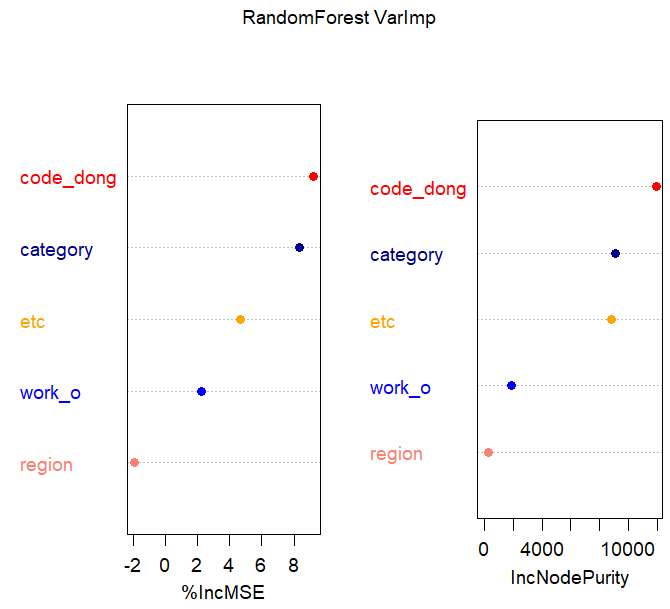 RandomForest VarImp
code_dong
category
etc
work_o
region
-2 0 2 4 6 8
%IncMSE
code_dong
category
etc
work_o
region
0 4000 10000
IncNodePurity